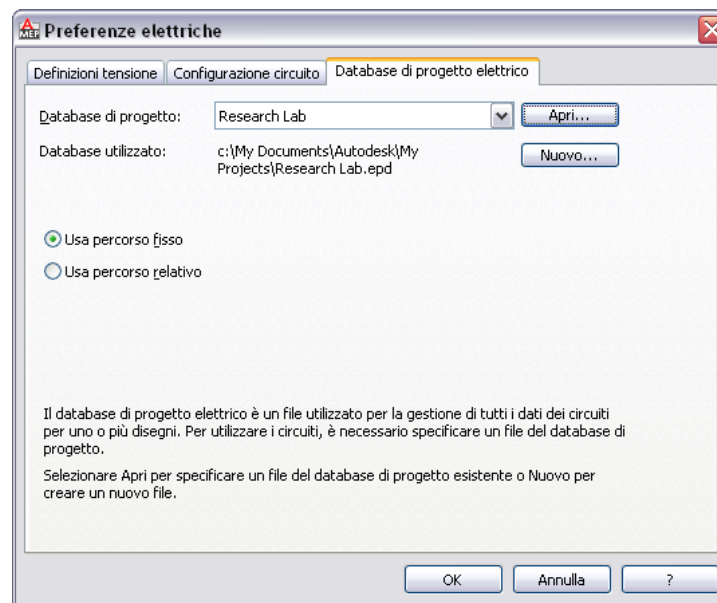 MEP Preferenze elettriche
Definizioni tensione Configurazione circuito Database di progetto elettrico
Database di progetto: Research Lab Apri...
Database utilizzato: c:\My Documents\Autodesk\My Nuovo...
Projects\Research Lab.epd
Usa percorso fisso
Usa percorso relativo
Il database di progetto elettrico è un file utilizzato per la gestione di tutti i dati dei circuiti
per uno o più disegni. Per utilizzare i circuiti, è necessario specificare un file del database di
progetto.
Selezionare Apri per specificare un file del database di progetto esistente o Nuovo per
creare un nuovo file.
OK Annulla ?